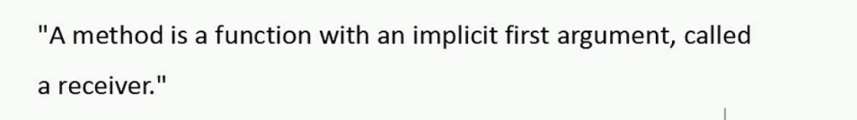 "A method is a function with an implicit first argument, called
a receiver."